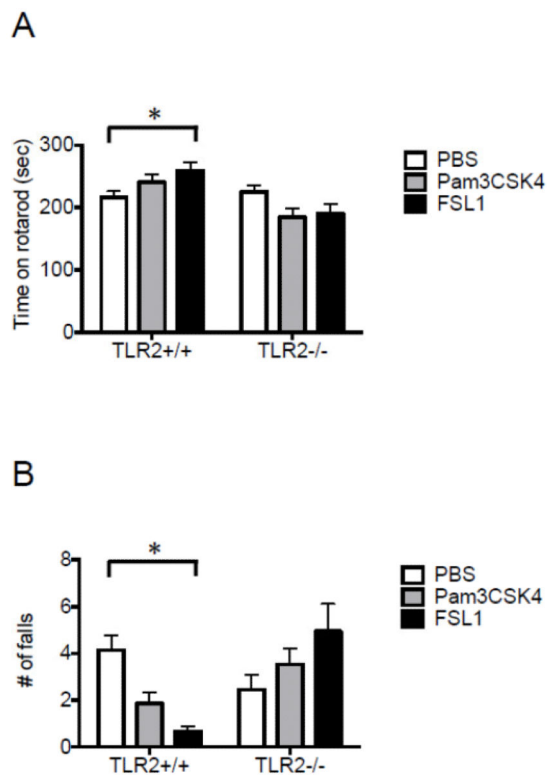 A
*
Time on rotarod (sec)
300
200
100
0
TLR2+/+
TLR2-/-
PBS
Pam3CSK4
FSL1
B
*
# of falls
8
6
4
2
0
TLR2+/+
TLR2-/-
PBS
Pam3CSK4
FSL1